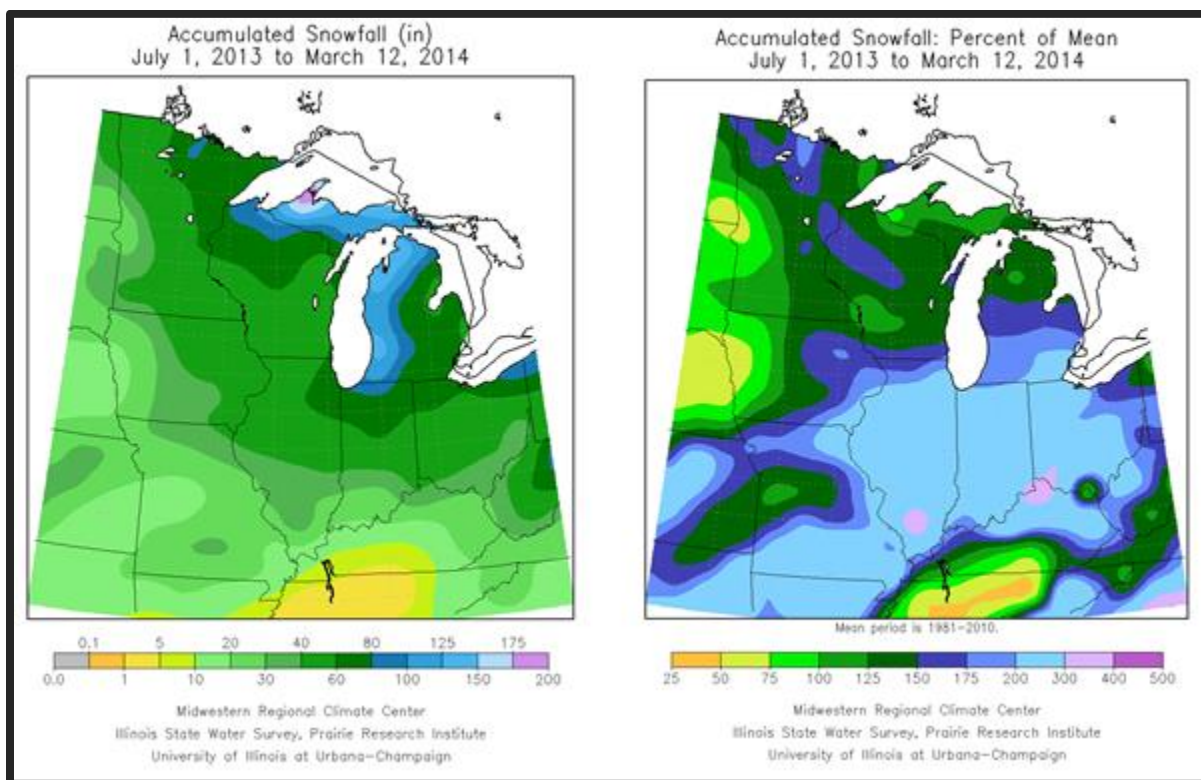 Accumulated Snowfall (in)
July 1, 2013 to March 12, 2014
0.1 5 20 40 80 125 175
0.0 1 10 30 60 100 150 200
Midwestern Regional Climate Center
Illinois State Water Survey, Prairie Research Institute
University of Illinois at Urbana-Champaign
Accumulated Snowfall: Percent of Mean
July 1, 2013 to March 12, 2014
Mean period is 1981-2010.
25 50 75 100 125 150 175 200 300 400 500
Midwestern Regional Climate Center
Illinois State Water Survey, Prairie Research Institute
University of Illinois at Urbana-Champaign